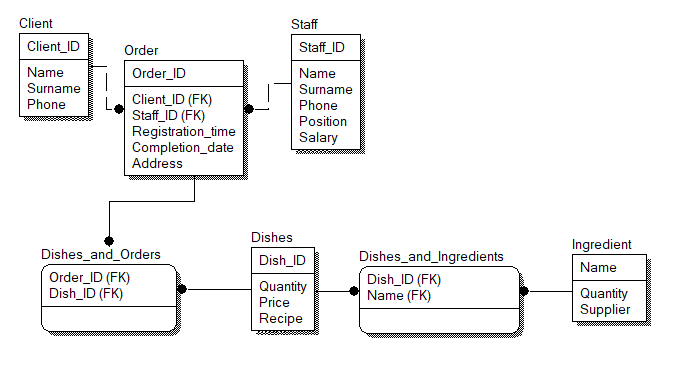 Client
Client_ID
Name
Surname
Phone
Order
Order_ID
Client_ID (FK)
Staff_ID (FK)
Registration_time
Completion_date
Address
Staff
Staff_ID
Name
Surname
Phone
Position
Salary
Dishes_and_Orders
Order_ID (FK)
Dish_ID (FK)
Dishes
Dish_ID
Quantity
Price
Recipe
Dishes_and_Ingredients
Dish_ID (FK)
Name (FK)
Ingredient
Name
Quantity
Supplier